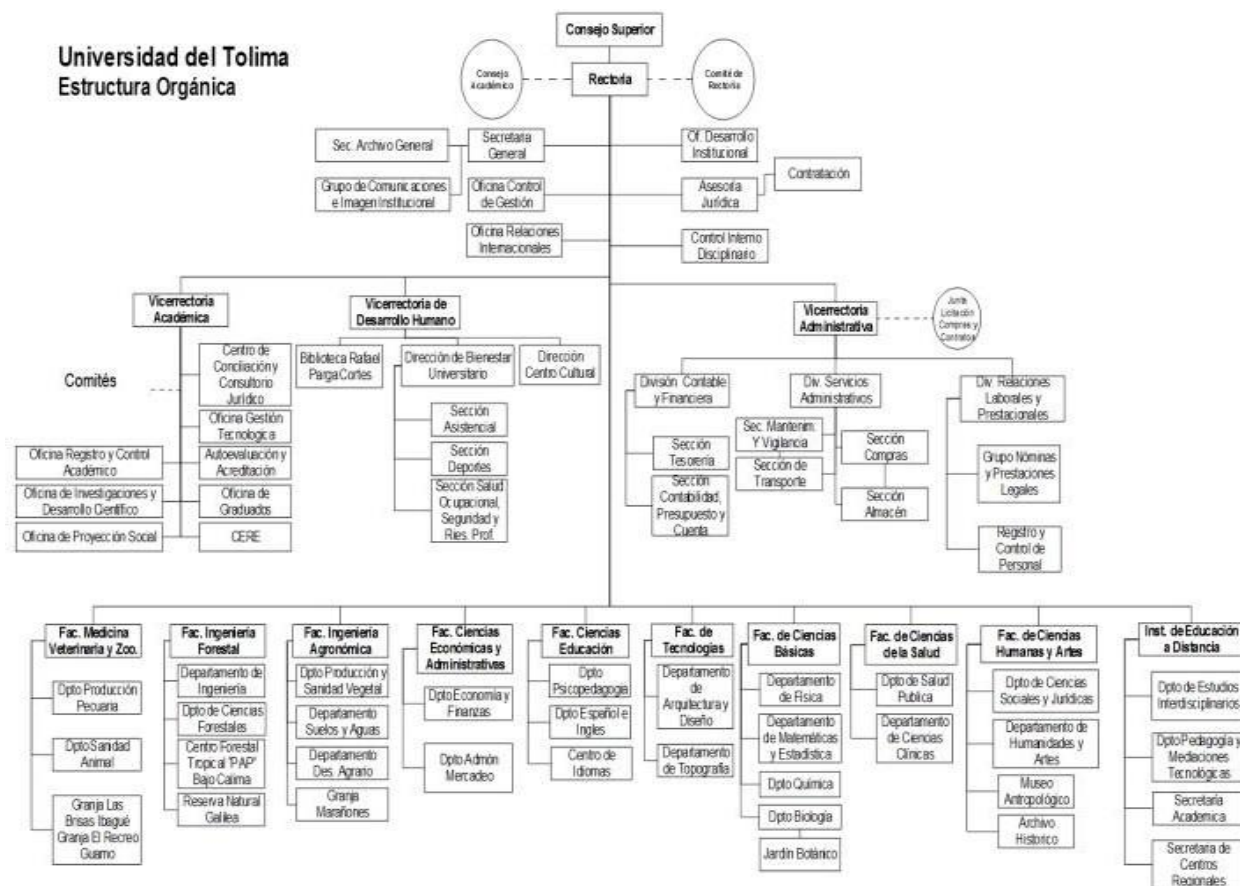 Universidad del Tolima
Estructura Orgánica
Consejo Superior
Consejo
Académico
Rectoría
Comité de
Rectoría
Sec. Archivo General
Secretaria
General
Of. Desarrollo
Institucional
Grupo de Comunicaciones
e Imagen Institucional
Oficina Control
de Gestión
Asesoría
Jurídica
Contratación
Oficina Relaciones
Internacionales
Control Interno
Disciplinario
Vicerrectoría
Académica
Vicerrectoría de
Desarrollo Humano
Vicerrectoría
Administrativa
Junta
Licitación
Compras y
Contratos
Comités
Centro de
Conciliación y
Consultorio
Jurídico
Oficina Gestión
Tecnologica
Oficina Registro y Control
Académico
Autoevaluación y
Acreditación
Oficina de Investigaciones y
Desarrollo Científico
Oficina de
Graduados
Oficina de Proyección Social
CERE
Biblioteca Rafael
Parga Cortes
Dirección de Bienestar
Universitario
Dirección
Centro Cultural
Sección
Asistencial
Sección
Deportes
Sección Salud
Ocupacional,
Seguridad y
Ries. Prof.
División Contable
y Financiera
Div. Servicios
Administrativos
Div. Relaciones
Laborales y
Prestacionales
Sección
Tesorería
Sección
Contabilidad,
Presupuesto y
Cuenta
Sec. Mantenim.
Y Vigilancia
Sección de
Transporte
Sección
Compras
Sección
Almacén
Grupo Nóminas
y Prestaciones
Legales
Registro y
Control de
Personal
Fac. Medicina
Veterinaria y Zoo.
Dpto Producción
Pecuaria
Dpto Sanidad
Animal
Granja Las
Brisas Ibagué
Granja El Recreo
Guamo
Fac. Ingeniería
Forestal
Departamento de
Ingeniería
Dpto de Ciencias
Forestales
Centro Forestal
Tropical "PAP"
Bajo Calima
Reserva Natural
Galilea
Fac. Ingeniería
Agronómica
Dpto Producción y
Sanidad Vegetal
Departamento
Suelos y Aguas
Departamento
Des. Agrario
Granja
Marañones
Fac. Ciencias
Económicas y
Administrativas
Dpto Economía y
Finanzas
Dpto Admón
Mercadeo
Fac. Ciencias
Educación
Dpto
Psicopedagogía
Dpto Español e
Ingles
Centro de
Idiomas
Fac. de
Tecnologías
Departamento
de
Arquitectura y
Diseño
Departamento
de Topografía
Fac. de Ciencias
Básicas
Departamento
de Física
Departamento
de Matemáticas
y Estadística
Dpto Química
Dpto Biología
Jardín Botánico
Fac. de Ciencias
de la Salud
Dpto de Salud
Publica
Departamento
de Ciencias
Clínicas
Fac. de Ciencias
Humanas y Artes
Dpto de Ciencias
Sociales y Jurídicas
Departamento de
Humanidades y
Artes
Museo
Antropológico
Archivo
Historico
Inst. de Educación
a Distancia
Dpto de Estudios
Interdisciplinarios
Dpto Pedagogía y
Mediaciones
Tecnológicas
Secretaría
Academica
Secretaria de
Centros
Regionales